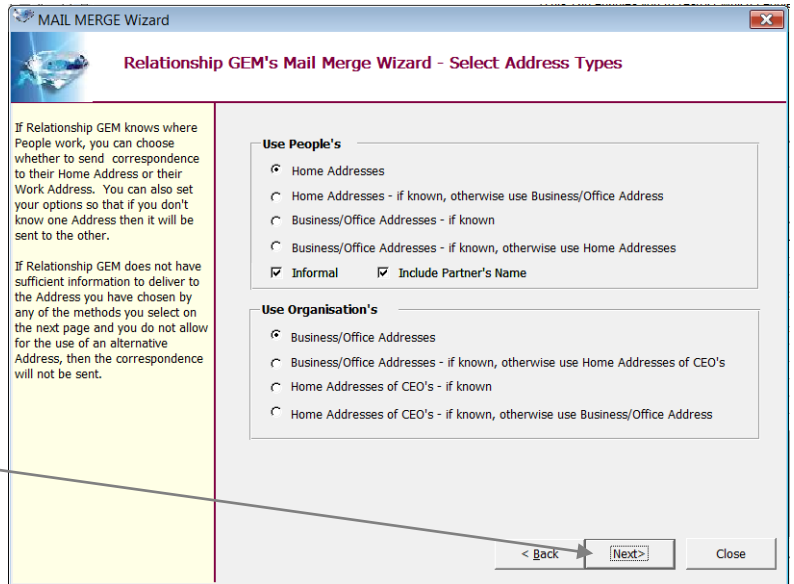 MAIL MERGE Wizard
Relationship GEM's Mail Merge Wizard - Select Address Types
If Relationship GEM knows where
People work, you can choose
whether to send correspondence
to their Home Address or their
Work Address. You can also set
your options so that if you don't
know one Address then it will be
sent to the other.
If Relationship GEM does not have
sufficient information to deliver to
the Address you have chosen by
any of the methods you select on
the next page and you do not allow
for the use of an alternative
Address, then the correspondence
will not be sent.
Use People's
Home Addresses
Home Addresses - if known, otherwise use Business/Office Address
Business/Office Addresses - if known
Business/Office Addresses - if known, otherwise use Home Addresses
Informal Include Partner's Name
Use Organisation's
Business/Office Addresses
Business/Office Addresses - if known, otherwise use Home Addresses of CEO's
Home Addresses of CEO's - if known
Home Addresses of CEO's - if known, otherwise use Business/Office Address
< Back Next> Close